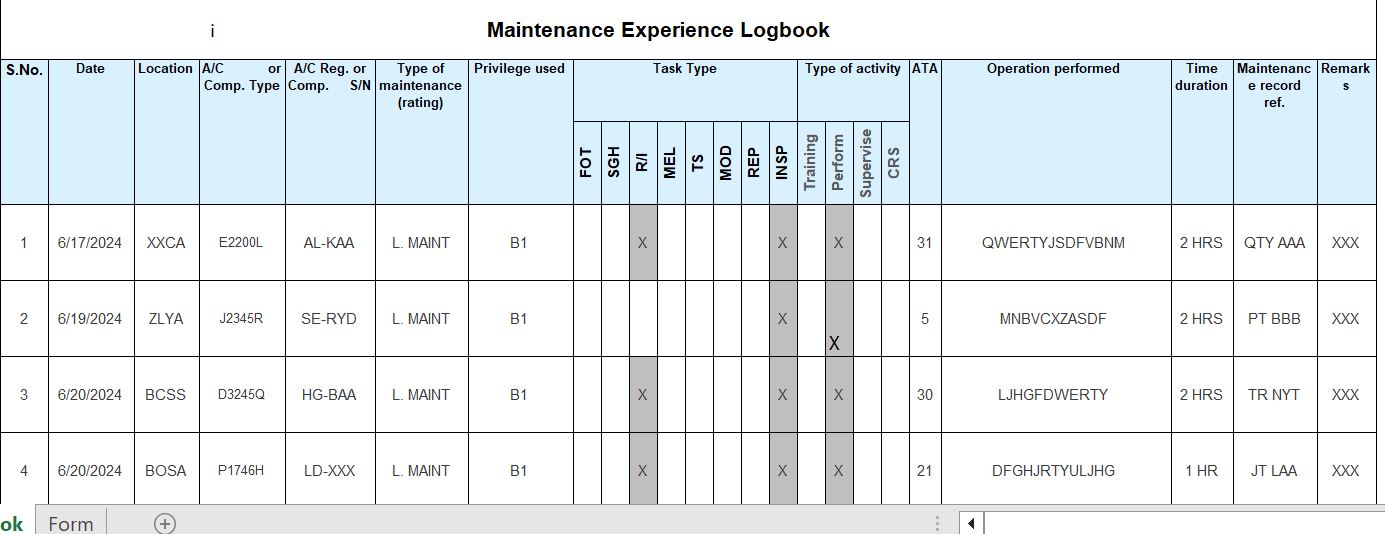 i
Maintenance Experience Logbook
S.No. Date Location A/C or Comp. Type A/C Reg. or Comp. S/N Type of maintenance (rating) Privilege used Task Type Type of activity ATA Operation performed Time duration Maintenance record ref. Remarks
FOT SGH R/I MEL TS MOD REP INSP Training Perform Supervise CRS
1 6/17/2024 XXCA E2200L AL-KAA L. MAINT B1 X X X 31 QWERTYJSDFVBNM 2 HRS QTY AAA XXX
2 6/19/2024 ZLYA J2345R SE-RYD L. MAINT B1 X X 5 MNBVCXZASDF 2 HRS PT BBB XXX
3 6/20/2024 BCSS D3245Q HG-BAA L. MAINT B1 X X X 30 LJHGFDWERTY 2 HRS TR NYT XXX
4 6/20/2024 BOSA P1746H LD-XXX L. MAINT B1 X X X 21 DFGHJRTYULJHG 1 HR JT LAA XXX
ok Form